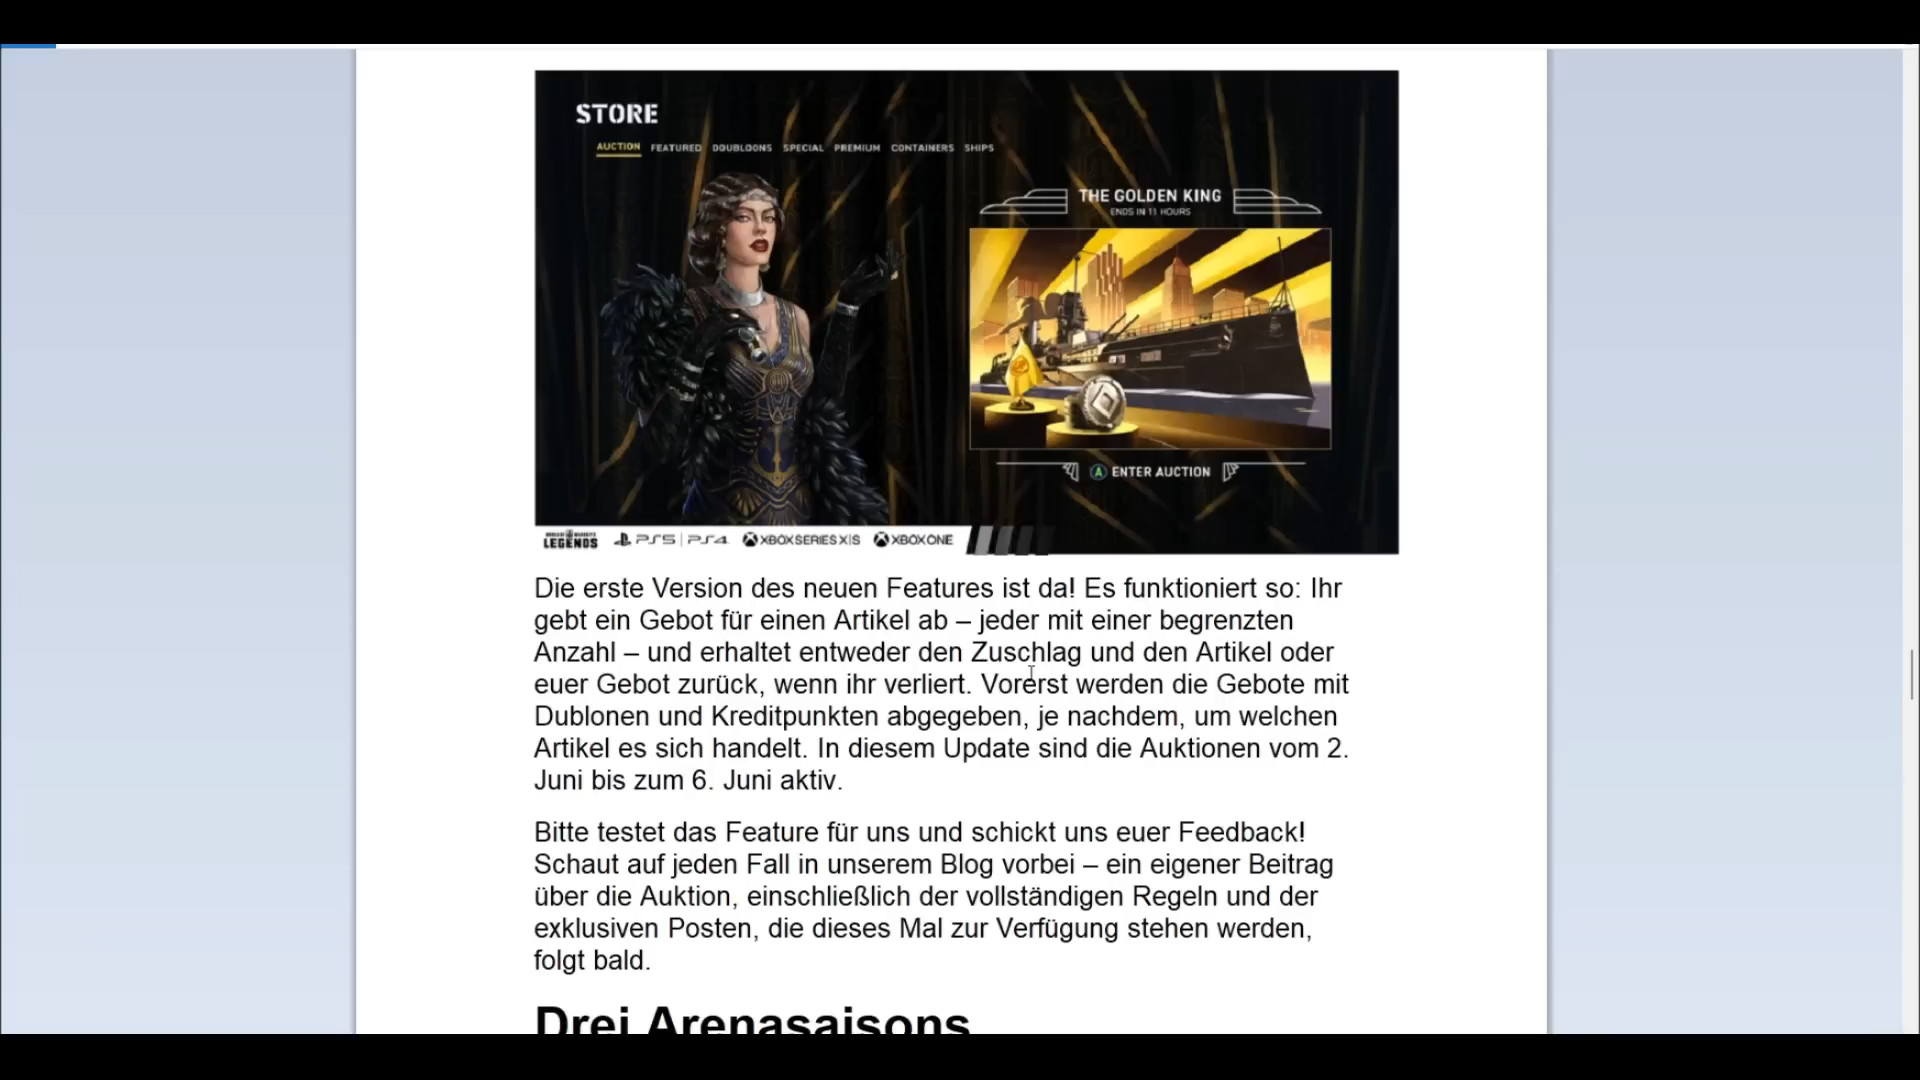 STORE
AUCTION FEATURED DOUBLOONS SPECIAL PREMIUM CONTAINERS SHIPS
THE GOLDEN KING
ENDS IN 11 HOURS
A ENTER AUCTION
LEGENDS PS5 | PS4 XBOX SERIES X|S XBOX ONE
Die erste Version des neuen Features ist da! Es funktioniert so: Ihr
gebt ein Gebot für einen Artikel ab – jeder mit einer begrenzten
Anzahl – und erhaltet entweder den Zuschlag und den Artikel oder
euer Gebot zurück, wenn ihr verliert. Vorerst werden die Gebote mit
Dublonen und Kreditpunkten abgegeben, je nachdem, um welchen
Artikel es sich handelt. In diesem Update sind die Auktionen vom 2.
Juni bis zum 6. Juni aktiv.
Bitte testet das Feature für uns und schickt uns euer Feedback!
Schaut auf jeden Fall in unserem Blog vorbei – ein eigener Beitrag
über die Auktion, einschließlich der vollständigen Regeln und der
exklusiven Posten, die dieses Mal zur Verfügung stehen werden,
folgt bald.
Drei Arenasaisons